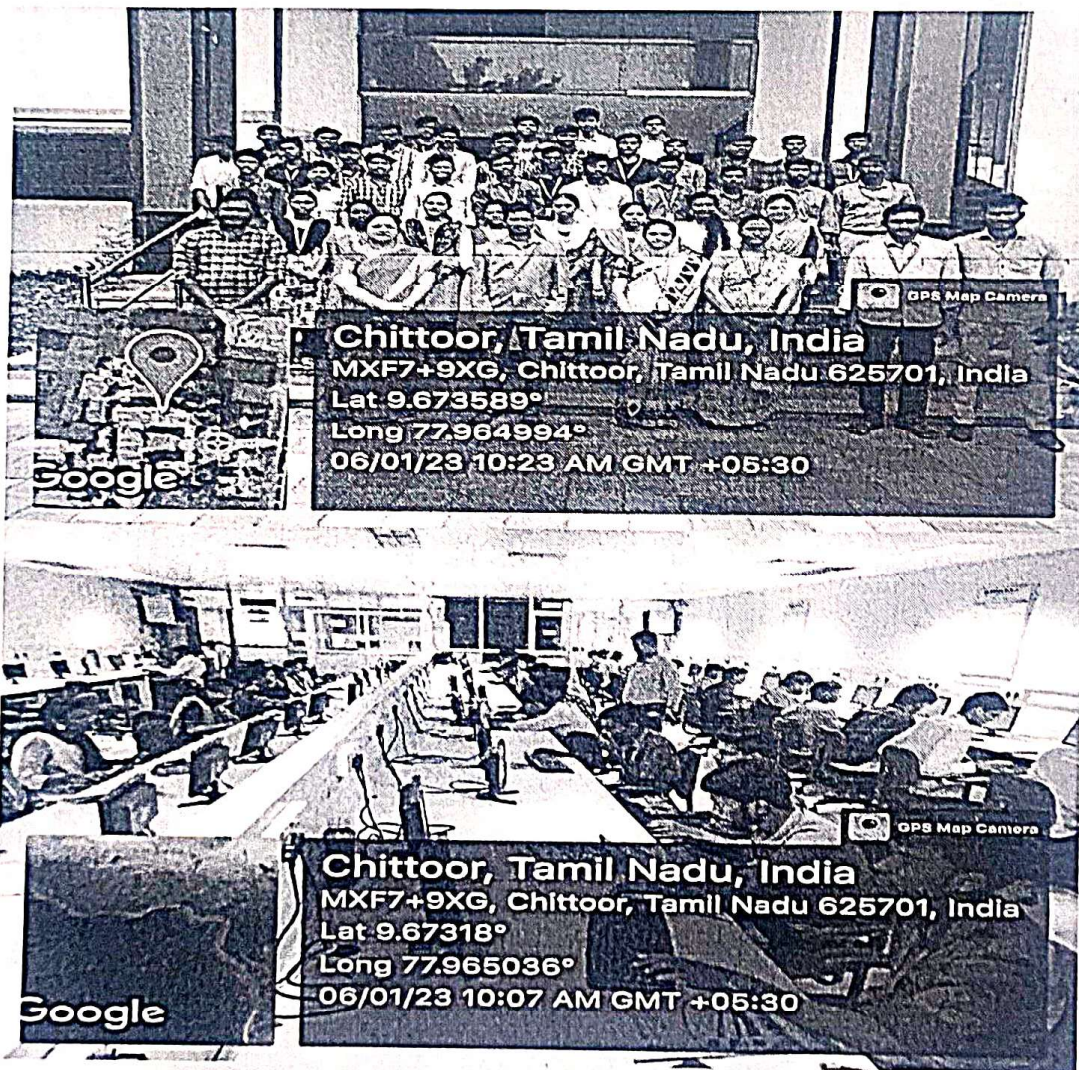 GPS Map Camera
Chittoor, Tamil Nadu, India
MXF7+9XG, Chittoor, Tamil Nadu 625701, India
Lat 9.673589°
Long 77.964994°
06/01/23 10:23 AM GMT +05:30
Google
GPS Map Camera
Chittoor, Tamil Nadu, India
MXF7+9XG, Chittoor, Tamil Nadu 625701, India
Lat 9.67318°
Long 77.965036°
06/01/23 10:07 AM GMT +05:30
Google